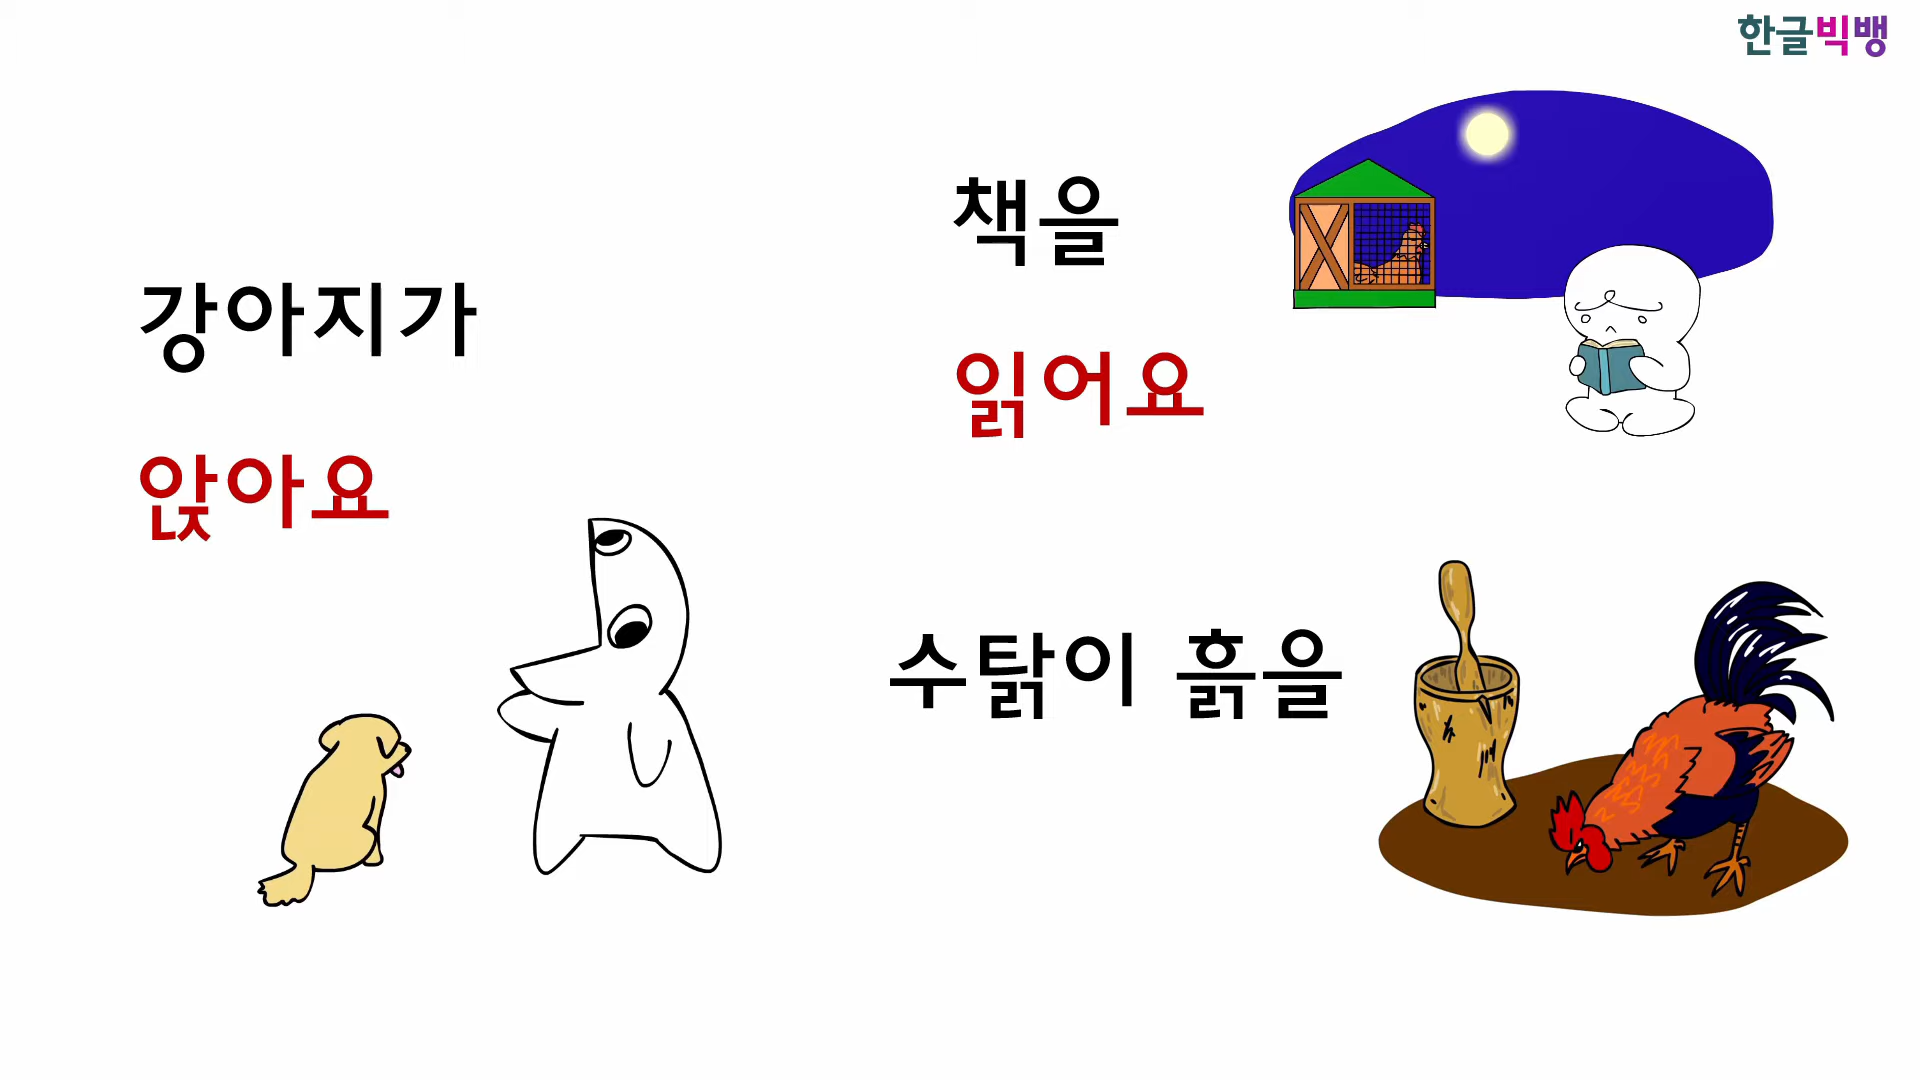 한글빅뱅
강아지가
앉아요
책을
읽어요
수탉이 흙을